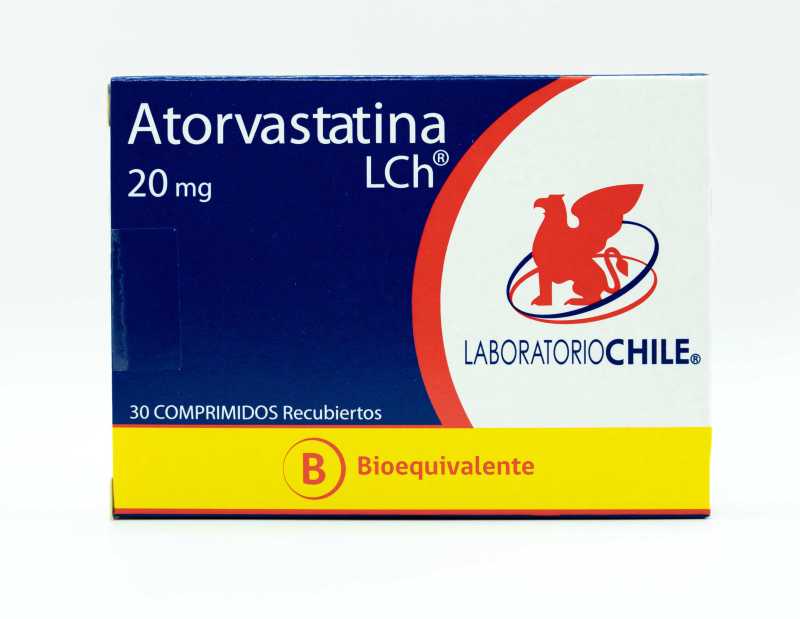 Atorvastatina
LCh®
20 mg
LABORATORIOCHILE®
30 COMPRIMIDOS Recubiertos
B Bioequivalente